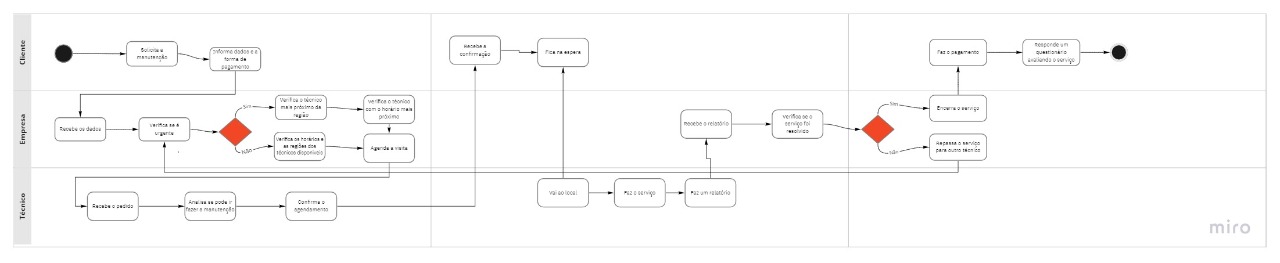 Cliente
Solicita a
manutenção
Informa dados e a
forma de
pagamento
Recebe a
confirmação
Fica na espera
Faz o pagamento
Responde um
questionário
avaliando o serviço
Empresa
Recebe os dados
Verifica se é
urgente
Sim
Não
Verifica o técnico
mais próximo da
região
Verifica o técnico
com o horário mais
próximo
Verifica os horários e
as regiões dos
técnicos disponíveis
Agenda a visita
Recebe o relatório
Verifica se o
serviço foi
resolvido
Sim
Não
Encerra o serviço
Repassa o serviço
para outro técnico
Técnico
Recebe o pedido
Analisa se pode ir
fazer a manutenção
Confirma o
agendamento
Vai ao local
Faz o serviço
Faz um relatório
miro